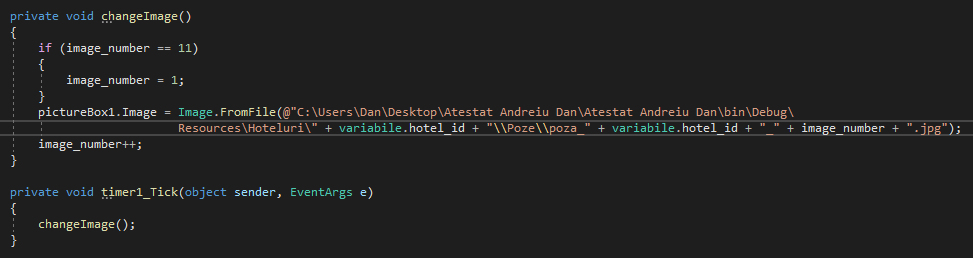 private void changeImage()
{
    if (image_number == 11)
    {
        image_number = 1;
    }
    pictureBox1.Image = Image.FromFile(@"C:\Users\Dan\Desktop\Atestat Andreiu Dan\Atestat Andreiu Dan\bin\Debug\
                        Resources\Hoteluri\" + variabile.hotel_id + "\\Poze\\poza_" + variabile.hotel_id + "_" + image_number + ".jpg");
    image_number++;
}

private void timer1_Tick(object sender, EventArgs e)
{
    changeImage();
}